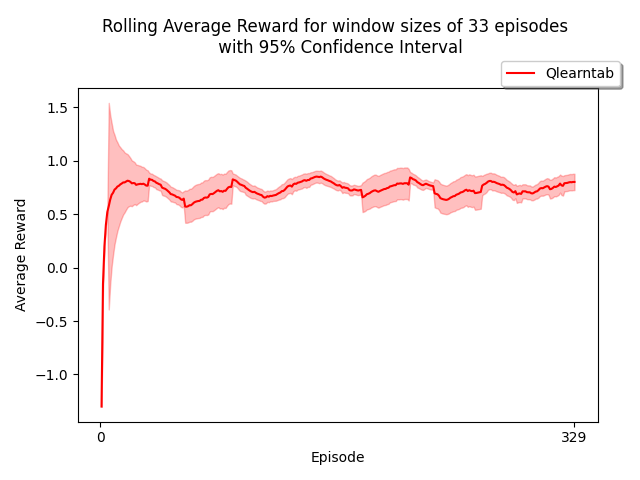 Rolling Average Reward for window sizes of 33 episodes
with 95% Confidence Interval
Qlearntab
1.5
1.0
0.5
0.0
−0.5
−1.0
Average Reward
0
329
Episode